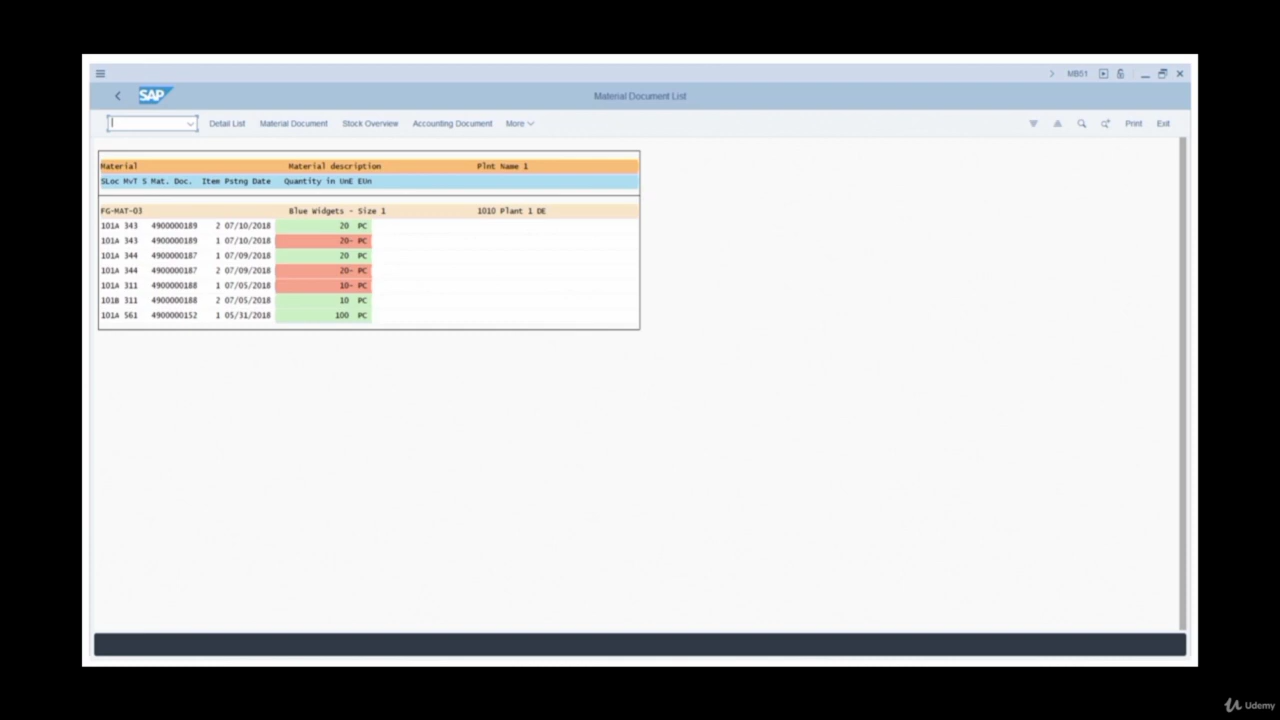 MB51
SAP Material Document List
Detail List Material Document Stock Overview Accounting Document More Print Exit
Material Material description Plnt Name 1
SLoc MvT S Mat. Doc. Item Pstng Date Quantity in UnE EUn
FG-MAT-03 Blue Widgets - Size 1 1010 Plant 1 DE
101A 343 4900000189 2 07/10/2018 20 PC
101A 343 4900000189 1 07/10/2018 20- PC
101A 344 4900000187 1 07/09/2018 20 PC
101A 344 4900000187 2 07/09/2018 20- PC
101A 311 4900000188 1 07/05/2018 10- PC
101B 311 4900000188 2 07/05/2018 10 PC
101A 561 4900000152 1 05/31/2018 100 PC
Udemy